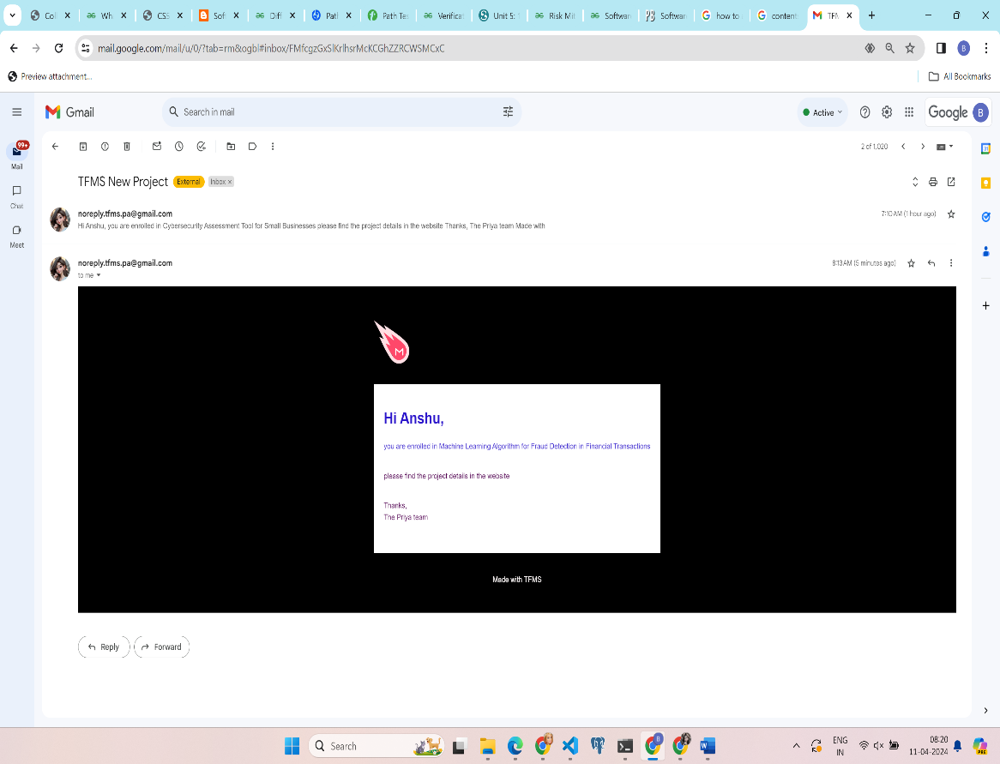 Col
Wh
CSS
Sof
Diff
Patl
Path Te
Verifica
Unit 5:
Risk Mit
Software
Software
how to
content
TFM
mail.google.com/mail/u/0/?tab=rm&ogbl#inbox/FMfcgzGxSlKrlhsrMcKCGhZZRCWSMCxC
B
Preview attachment...
All Bookmarks
Gmail
Search in mail
Active
Google
B
99+
Mail
Chat
Meet
2 of 1,020
TFMS New Project
External
Inbox ×
noreply.tfms.pa@gmail.com
7:10 AM (1 hour ago)
Hi Anshu, you are enrolled in Cybersecurity Assessment Tool for Small Businesses please find the project details in the website Thanks, The Priya team Made with
noreply.tfms.pa@gmail.com
8:13 AM (5 minutes ago)
to me
M
Hi Anshu,
you are enrolled in Machine Learning Algorithm for Fraud Detection in Financial Transactions
please find the project details in the website
Thanks,
The Priya team
Made with TFMS
Reply
Forward
Search
ENG
IN
08:20
11-04-2024
PRE